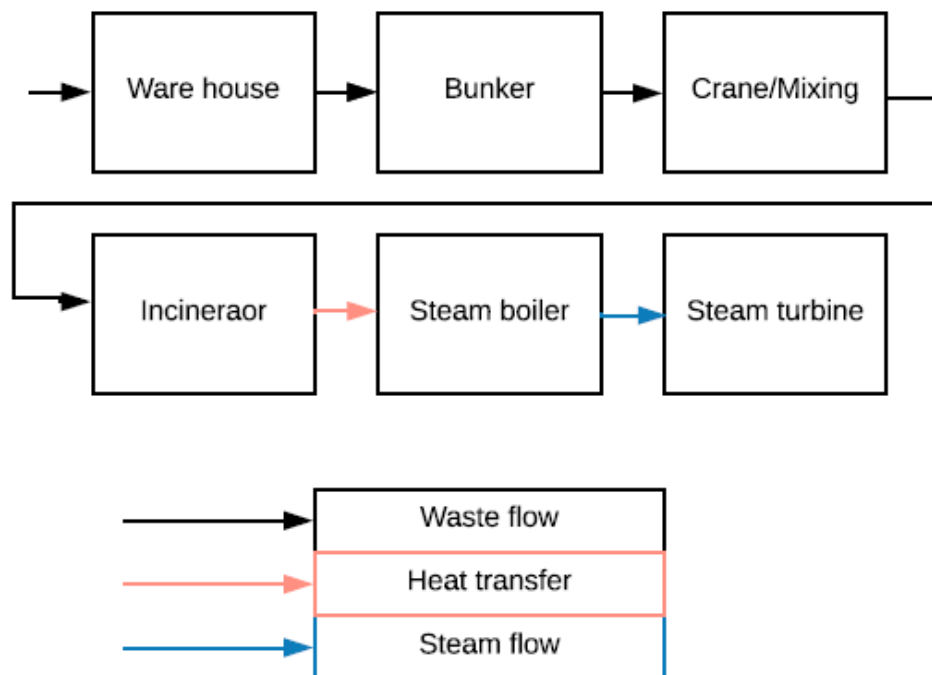 Ware house
Bunker
Crane/Mixing
Incineraor
Steam boiler
Steam turbine
Waste flow
Heat transfer
Steam flow